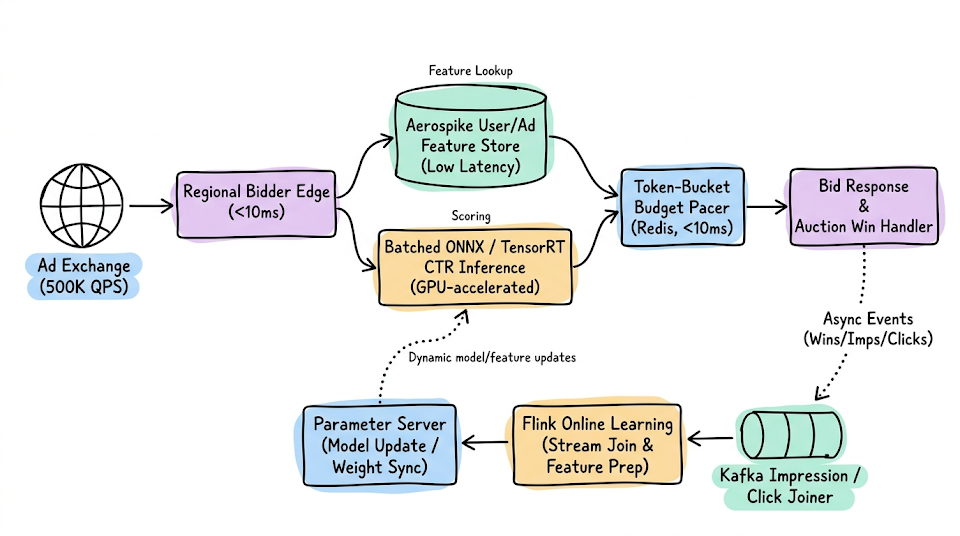 Feature Lookup
Aerospike User/Ad
Feature Store
(Low Latency)
Regional Bidder Edge
(<10ms)
Ad Exchange
(500K QPS)
Scoring
Batched ONNX / TensorRT
CTR Inference
(GPU-accelerated)
Token-Bucket
Budget Pacer
(Redis, <10ms)
Bid Response
&
Auction Win Handler
Async Events
(Wins/Imps/Clicks)
Dynamic model/feature updates
Parameter Server
(Model Update /
Weight Sync)
Flink Online Learning
(Stream Join &
Feature Prep)
Kafka Impression /
Click Joiner